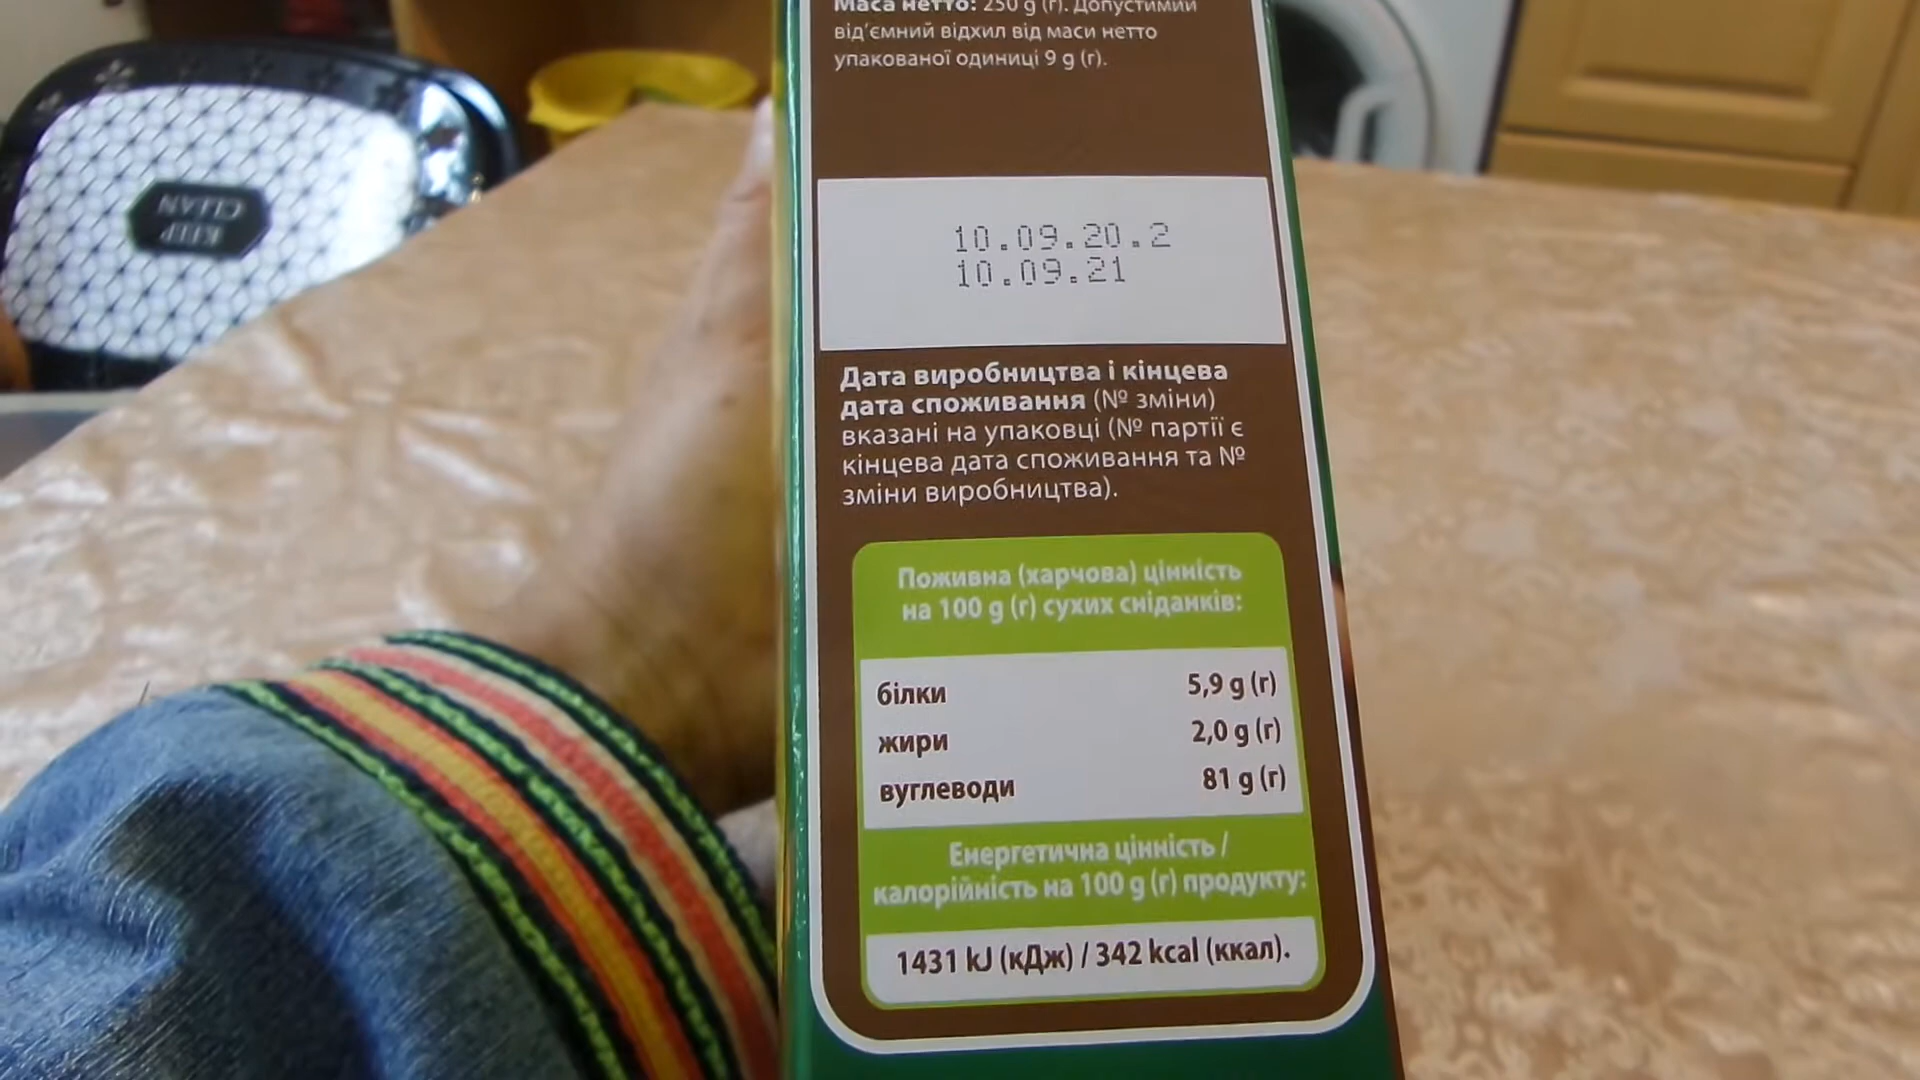 Маса нетто: 250 g (г). Допустимий
від'ємний відхил від маси нетто
упакованої одиниці 9 g (г).
KEEP
CLEAN
10.09.20.2
10.09.21
Дата виробництва і кінцева
дата споживання (№ зміни)
вказані на упаковці (№ партії є
кінцева дата споживання та №
зміни виробництва).
Поживна (харчова) цінність
на 100 g (г) сухих сніданків:
білки 5,9 g (г)
жири 2,0 g (г)
вуглеводи 81 g (г)
Енергетична цінність /
калорійність на 100 g (г) продукту:
1431 kJ (кДж) / 342 kcal (ккал).